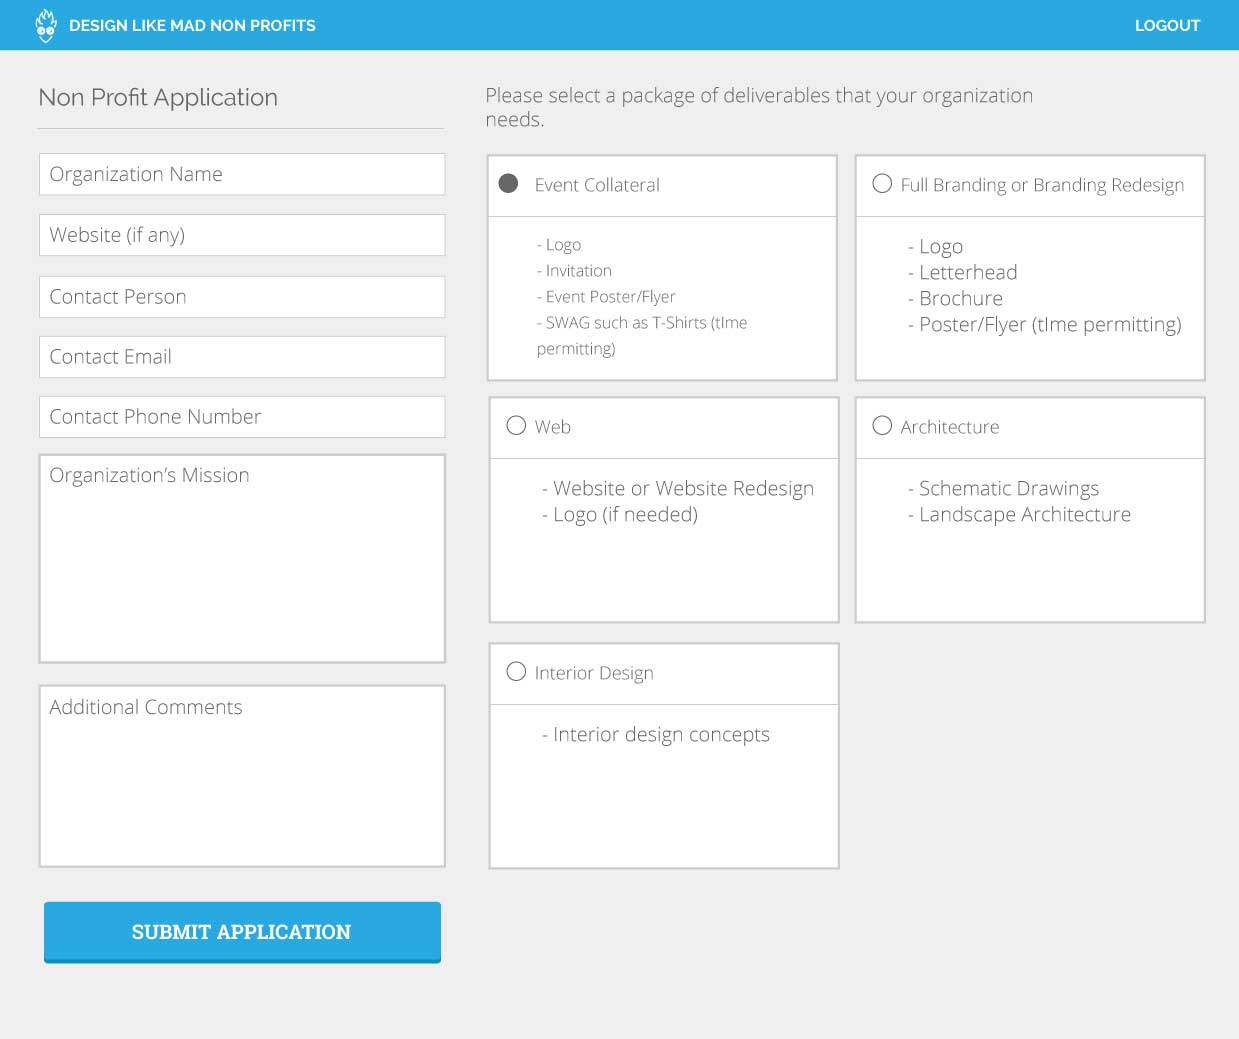 DESIGN LIKE MAD NON PROFITS
LOGOUT
Non Profit Application
Organization Name
Website (if any)
Contact Person
Contact Email
Contact Phone Number
Organization's Mission
Additional Comments
SUBMIT APPLICATION
Please select a package of deliverables that your organization
needs.
Event Collateral
- Logo
- Invitation
- Event Poster/Flyer
- SWAG such as T-Shirts (tIme
permitting)
Full Branding or Branding Redesign
- Logo
- Letterhead
- Brochure
- Poster/Flyer (tIme permitting)
Web
- Website or Website Redesign
- Logo (if needed)
Architecture
- Schematic Drawings
- Landscape Architecture
Interior Design
- Interior design concepts